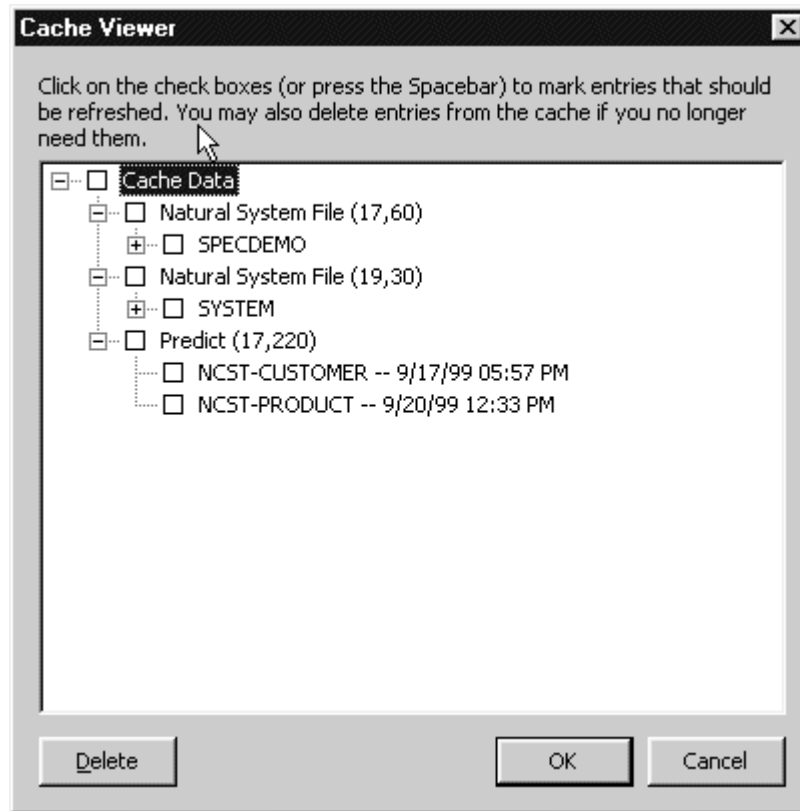 Cache Viewer
Click on the check boxes (or press the Spacebar) to mark entries that should
be refreshed. You may also delete entries from the cache if you no longer
need them.
Cache Data
Natural System File (17,60)
SPECDEMO
Natural System File (19,30)
SYSTEM
Predict (17,220)
NCST-CUSTOMER -- 9/17/99 05:57 PM
NCST-PRODUCT -- 9/20/99 12:33 PM
Delete OK Cancel